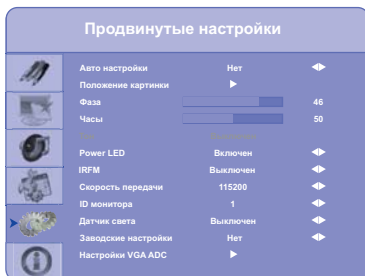 Продвинутые настройки
Авто настройки Нет
Положение картинки
Фаза 46
Часы 50
Power LED Включен
IRFM Выключен
Скорость передачи 115200
ID монитора 1
Датчик света Выключен
Заводские настройки Нет
Настройки VGA ADC